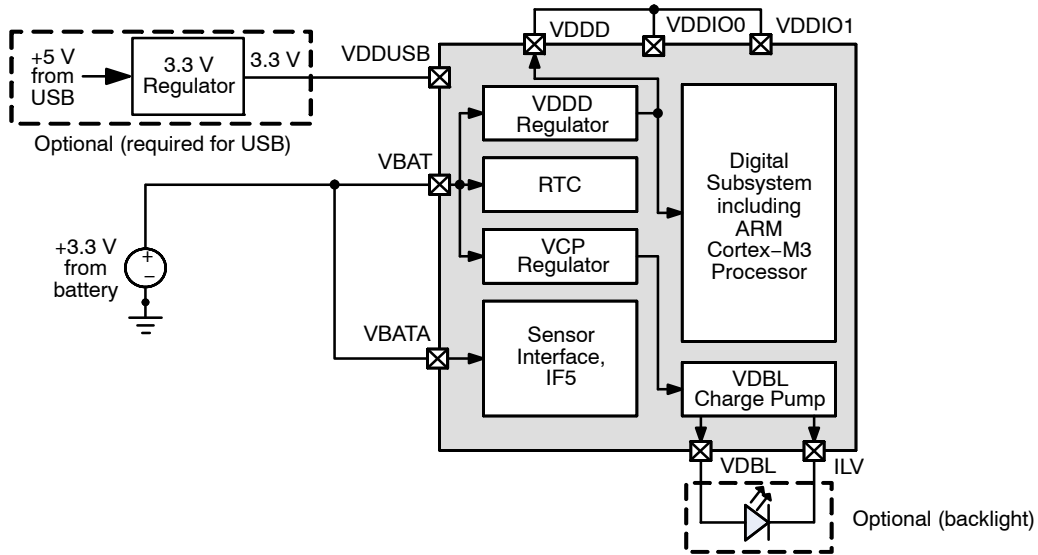 VDDD
VDDIO0
VDDIO1
+5 V
from
USB
3.3 V
Regulator
3.3 V
VDDUSB
Optional (required for USB)
VDDD
Regulator
VBAT
RTC
Digital
Subsystem
including
ARM
Cortex−M3
Processor
+3.3 V
from
battery
+
−
VCP
Regulator
VBATA
Sensor
Interface,
IF5
VDBL
Charge Pump
VDBL
ILV
Optional (backlight)